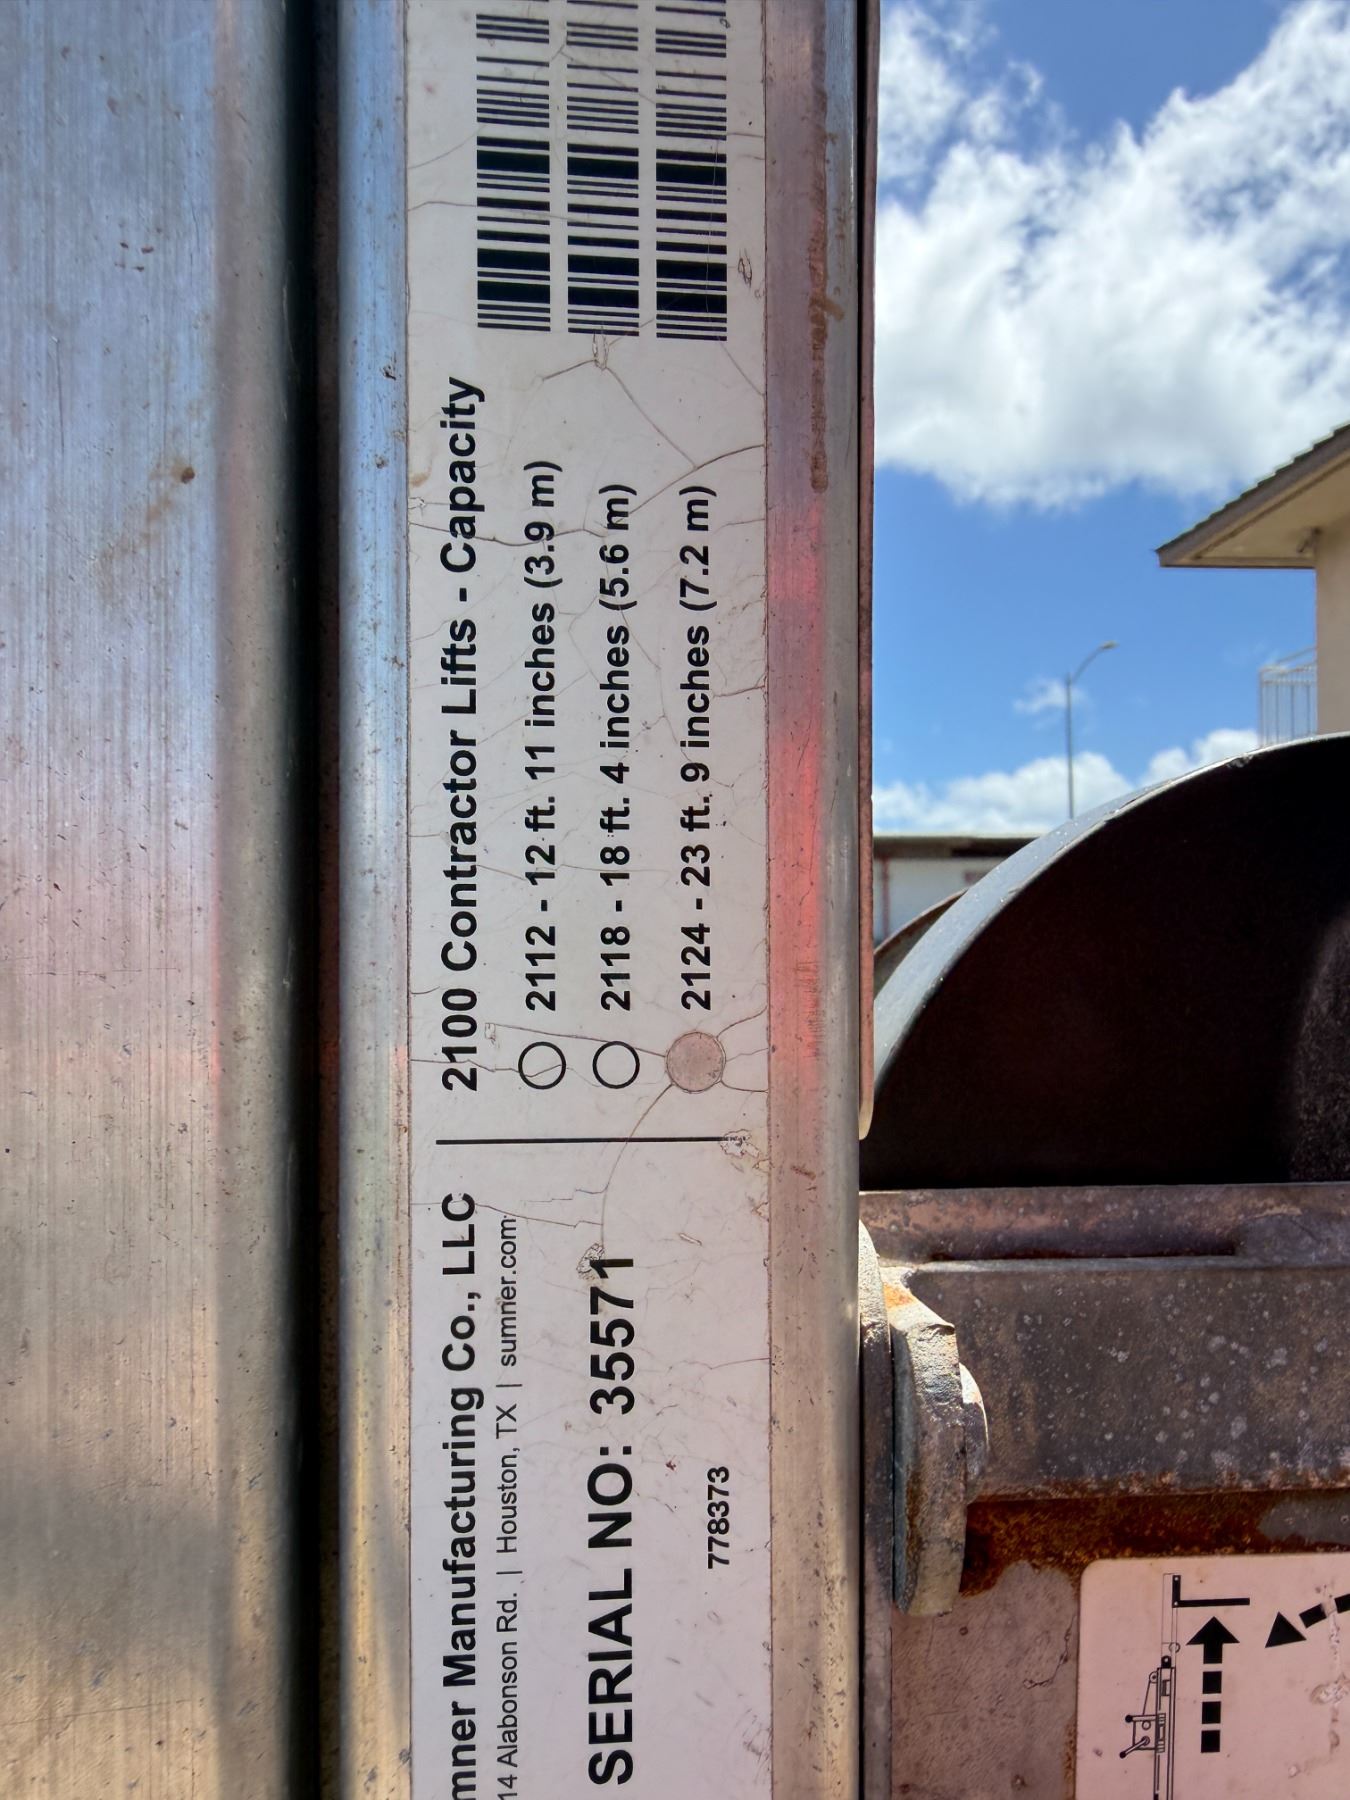 mner Manufacturing Co., LLC
14 Alabonson Rd. | Houston, TX | sumner.com
SERIAL NO: 35571
778373
2100 Contractor Lifts - Capacity
2112 - 12 ft. 11 inches (3.9 m)
2118 - 18 ft. 4 inches (5.6 m)
2124 - 23 ft. 9 inches (7.2 m)